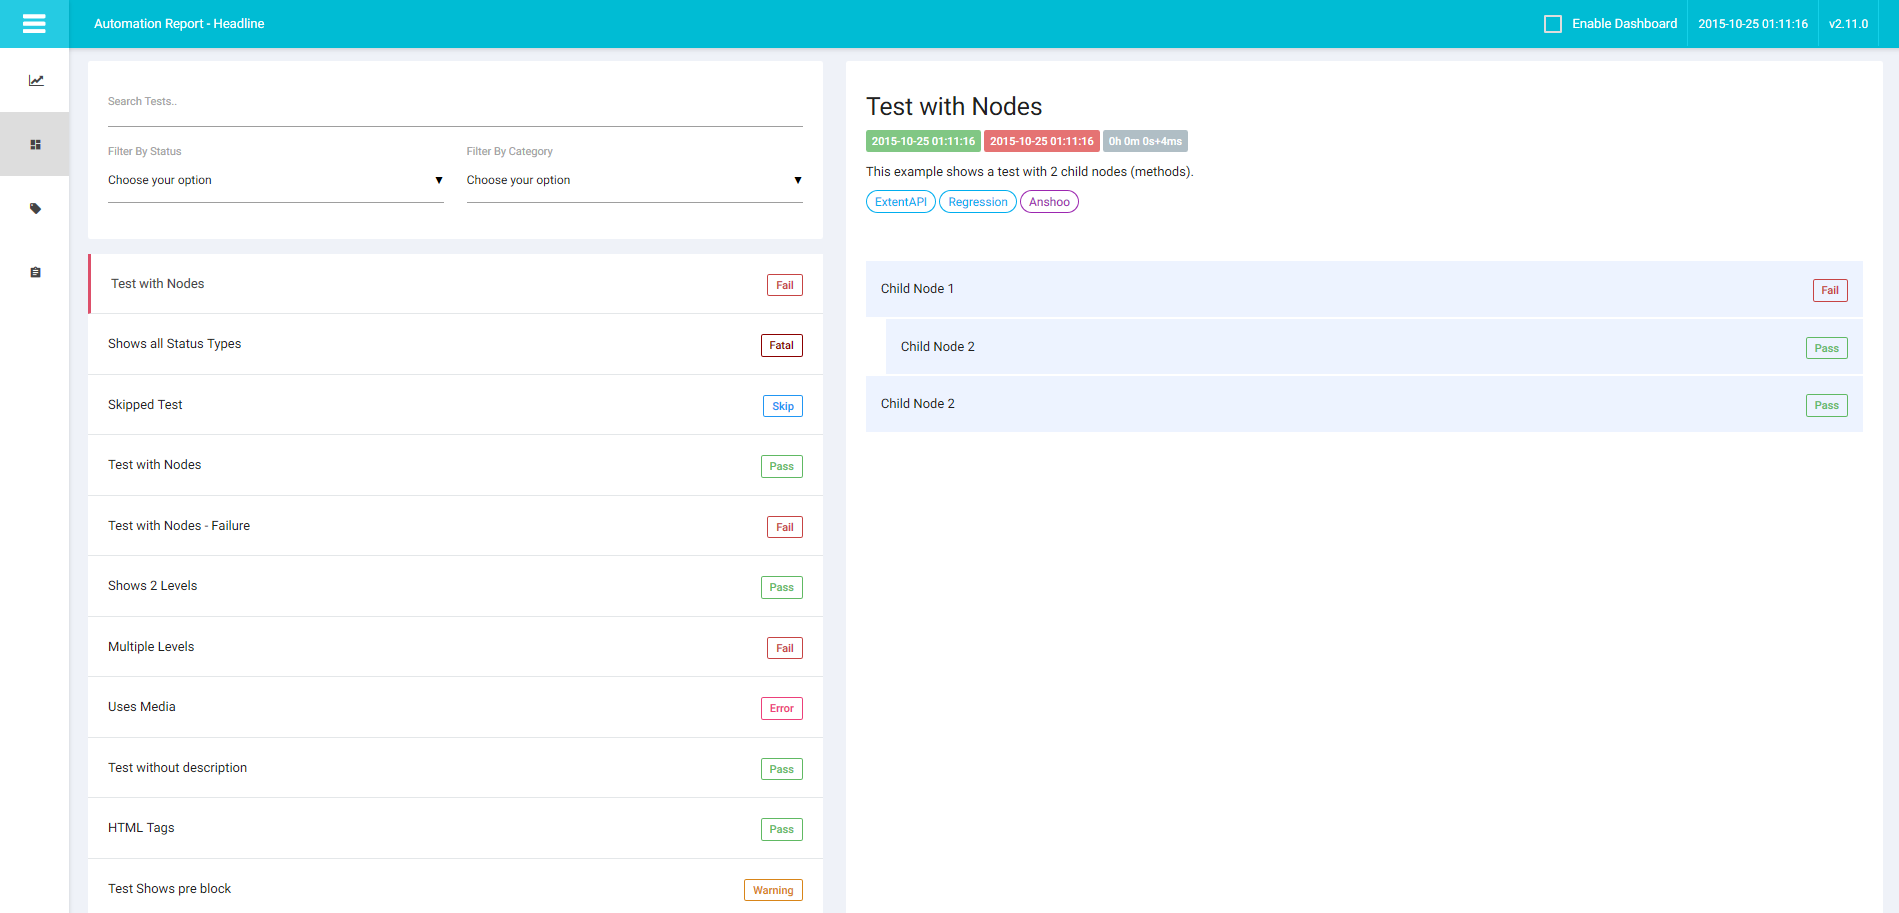 Automation Report - Headline
Enable Dashboard
2015-10-25 01:11:16
v2.11.0
Search Tests..
Filter By Status
Choose your option
Filter By Category
Choose your option
Test with Nodes Fail
Shows all Status Types Fatal
Skipped Test Skip
Test with Nodes Pass
Test with Nodes - Failure Fail
Shows 2 Levels Pass
Multiple Levels Fail
Uses Media Error
Test without description Pass
HTML Tags Pass
Test Shows pre block Warning
Test with Nodes
2015-10-25 01:11:16 2015-10-25 01:11:16 0h 0m 0s+4ms
This example shows a test with 2 child nodes (methods).
ExtentAPI Regression Anshoo
Child Node 1 Fail
Child Node 2 Pass
Child Node 2 Pass